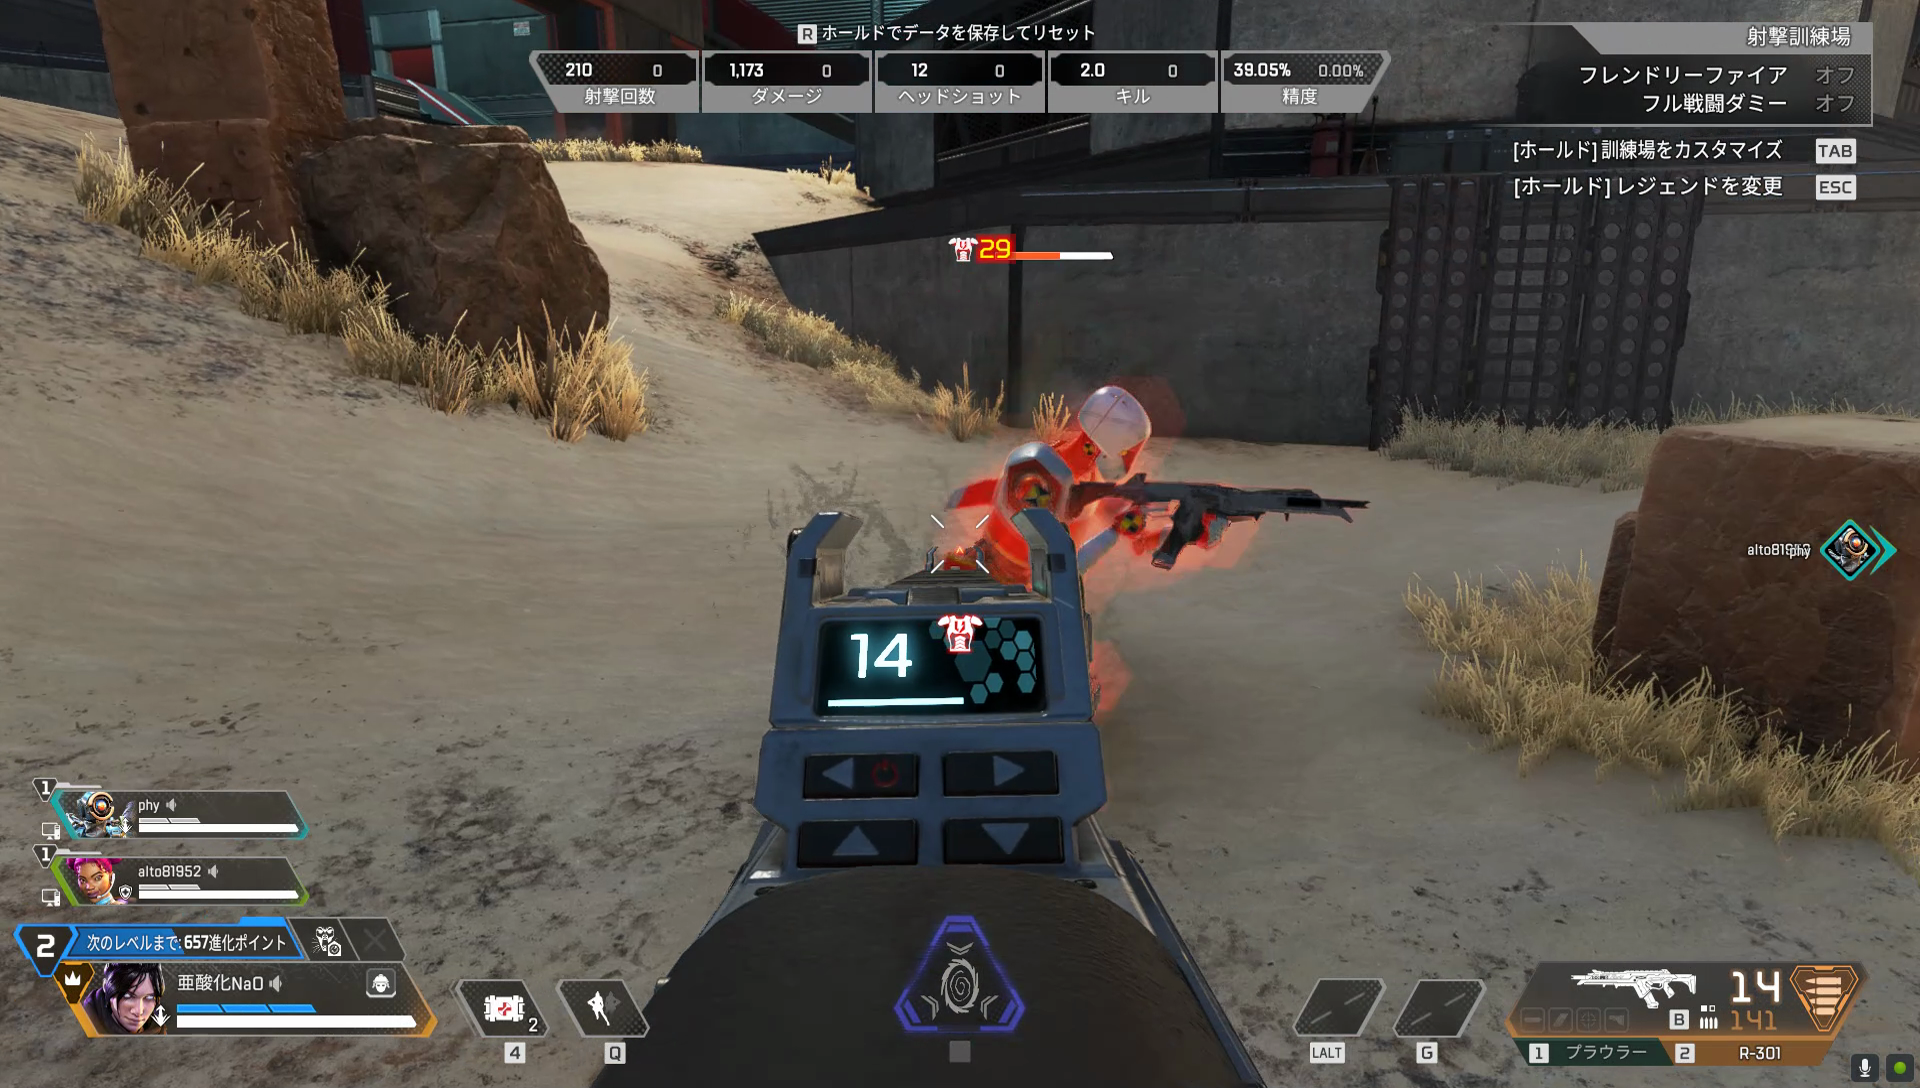 R ホールドでデータを保存してリセット
210 0
射撃回数
1,173 0
ダメージ
12 0
ヘッドショット
2.0 0
キル
39.05% 0.00%
精度
射撃訓練場
フレンドリーファイア オフ
フル戦闘ダミー オフ
[ホールド]訓練場をカスタマイズ TAB
[ホールド]レジェンドを変更 ESC
29
alto81952
phy
14
1
phy
1
alto81952
2
次のレベルまで:657進化ポイント
亜酸化NaO
2
4
Q
LALT
G
14
B
141
1 ブラウラー
2 R-301